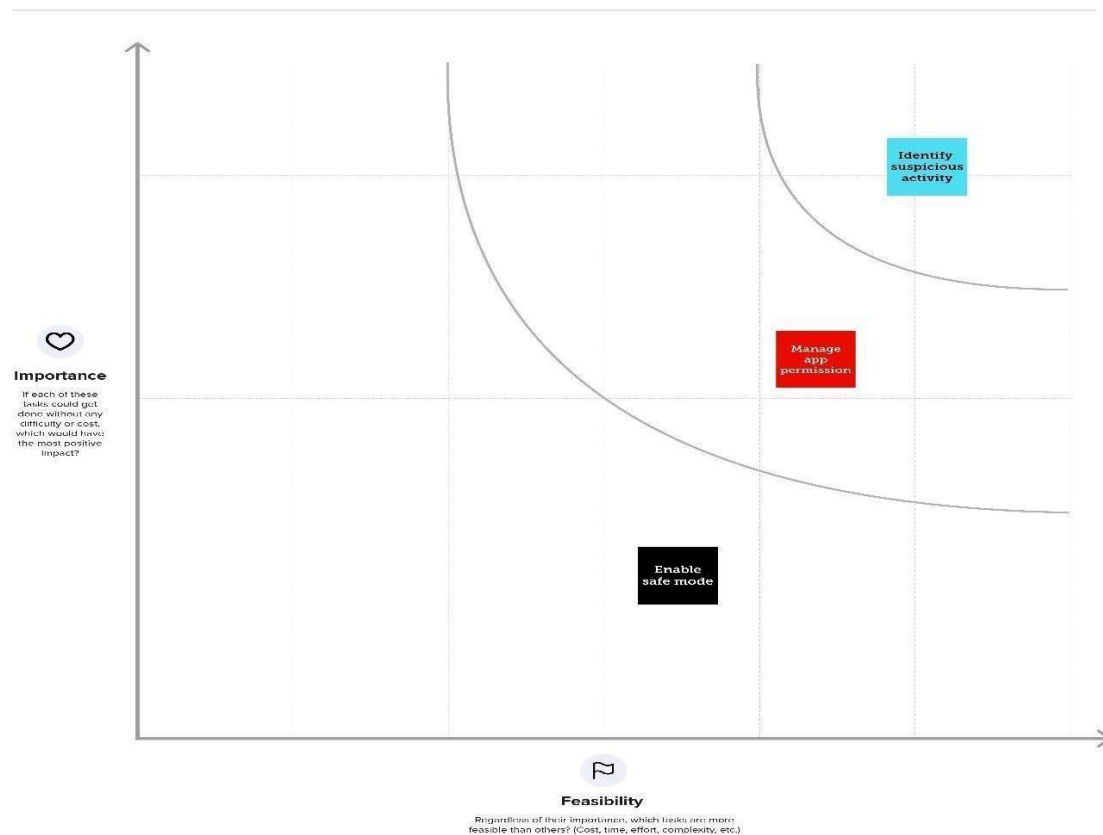 Identify
suspicious
activity
Manage
app
permission
Importance
If each of these
tasks could get
done without any
difficulty or cost,
which would have
the most positive
impact?
Enable
safe mode
Feasibility
Regardless of their importance, which tasks are more
feasible than others? (Cost, time, effort, complexity, etc.)